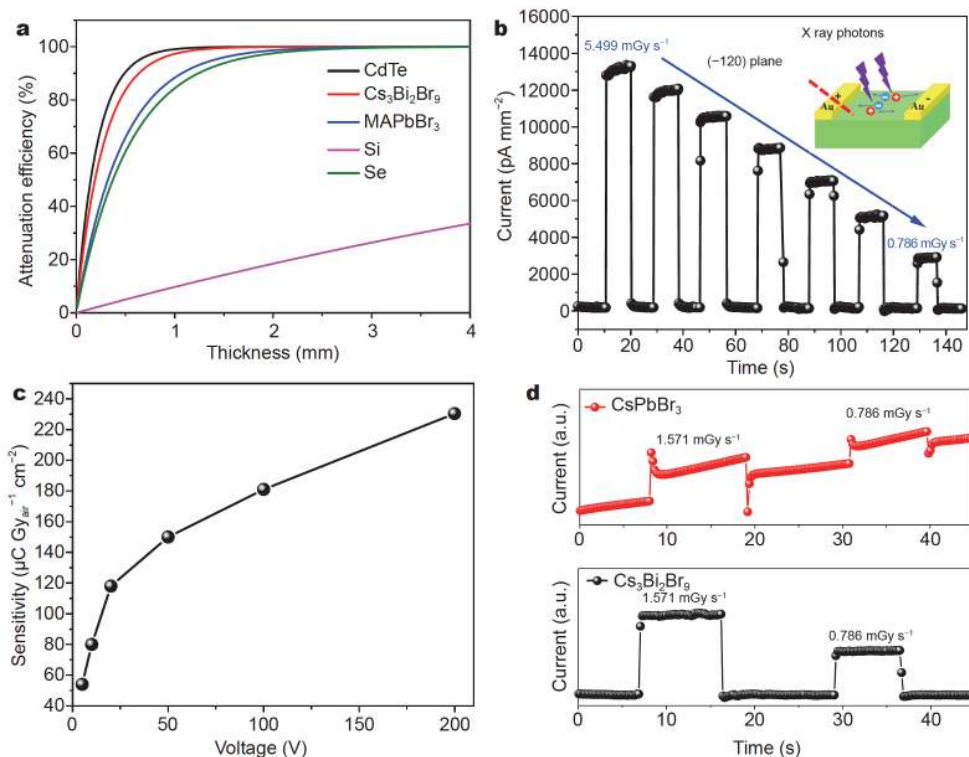 a
100
80
60
40
20
0
Attenuation efficiency (%)
CdTe
Cs₃Bi₂Br₉
MAPbBr₃
Si
Se
0 1 2 3 4
Thickness (mm)
b
16000
14000
12000
10000
8000
6000
4000
2000
0
Current (pA mm⁻²)
5.499 mGy s⁻¹
(−120) plane
X ray photons
Au
+
Au
-
0.786 mGy s⁻¹
0 20 40 60 80 100 120 140
Time (s)
c
240
220
200
180
160
140
120
100
80
60
40
Sensitivity (μC Gyair⁻¹ cm⁻²)
0 50 100 150 200
Voltage (V)
d
Current (a.u.)
CsPbBr₃
1.571 mGy s⁻¹
0.786 mGy s⁻¹
0 10 20 30 40
Current (a.u.)
Cs₃Bi₂Br₉
1.571 mGy s⁻¹
0.786 mGy s⁻¹
0 10 20 30 40
Time (s)